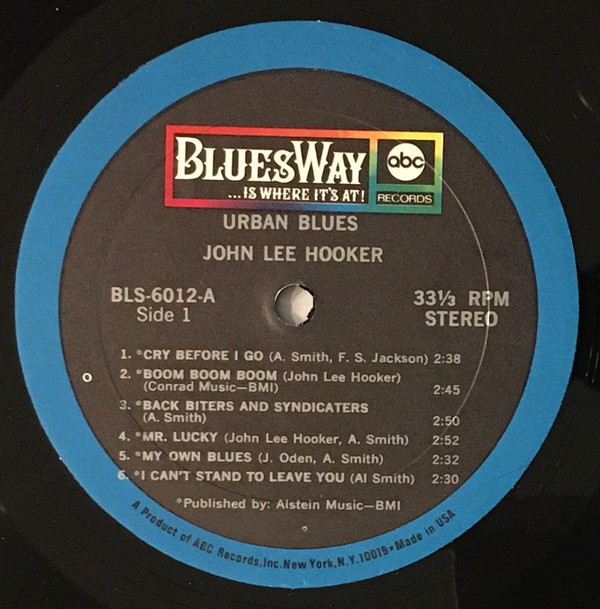 BLUESWAY
...IS WHERE IT'S AT!
abc
RECORDS
URBAN BLUES
JOHN LEE HOOKER
BLS-6012-A
Side 1
33⅓ RPM
STEREO
1. *CRY BEFORE I GO (A. Smith, F. S. Jackson) 2:38
2. *BOOM BOOM BOOM (John Lee Hooker)
(Conrad Music—BMI) 2:45
3. *BACK BITERS AND SYNDICATERS
(A. Smith) 2:50
4. *MR. LUCKY (John Lee Hooker, A. Smith) 2:52
5. *MY OWN BLUES (J. Oden, A. Smith) 2:32
6. *I CAN'T STAND TO LEAVE YOU (Al Smith) 2:30
*Published by: Alstein Music—BMI
A Product of ABC Records, Inc. New York, N.Y. 10019 • Made in USA